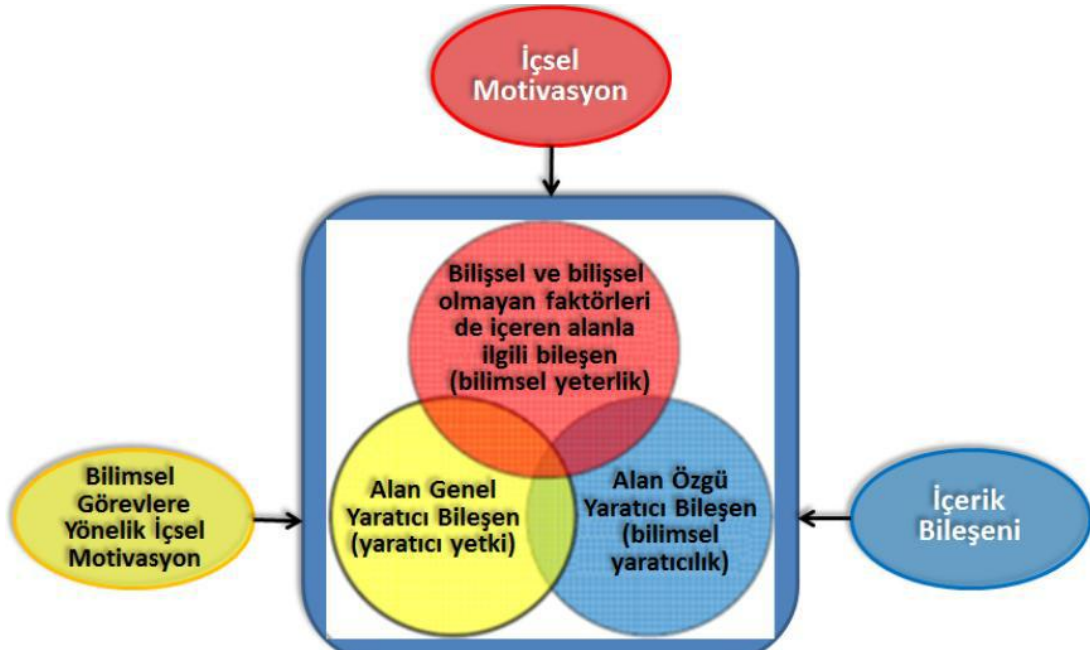 İçsel
Motivasyon
Bilişsel ve bilişsel
olmayan faktörleri
de içeren alanla
ilgili bileşen
(bilimsel yeterlik)
Bilimsel
Görevlere
Yönelik İçsel
Motivasyon
Alan Genel
Yaratıcı Bileşen
(yaratıcı yetki)
Alan Özgü
Yaratıcı Bileşen
(bilimsel
yaratıcılık)
İçerik
Bileşeni